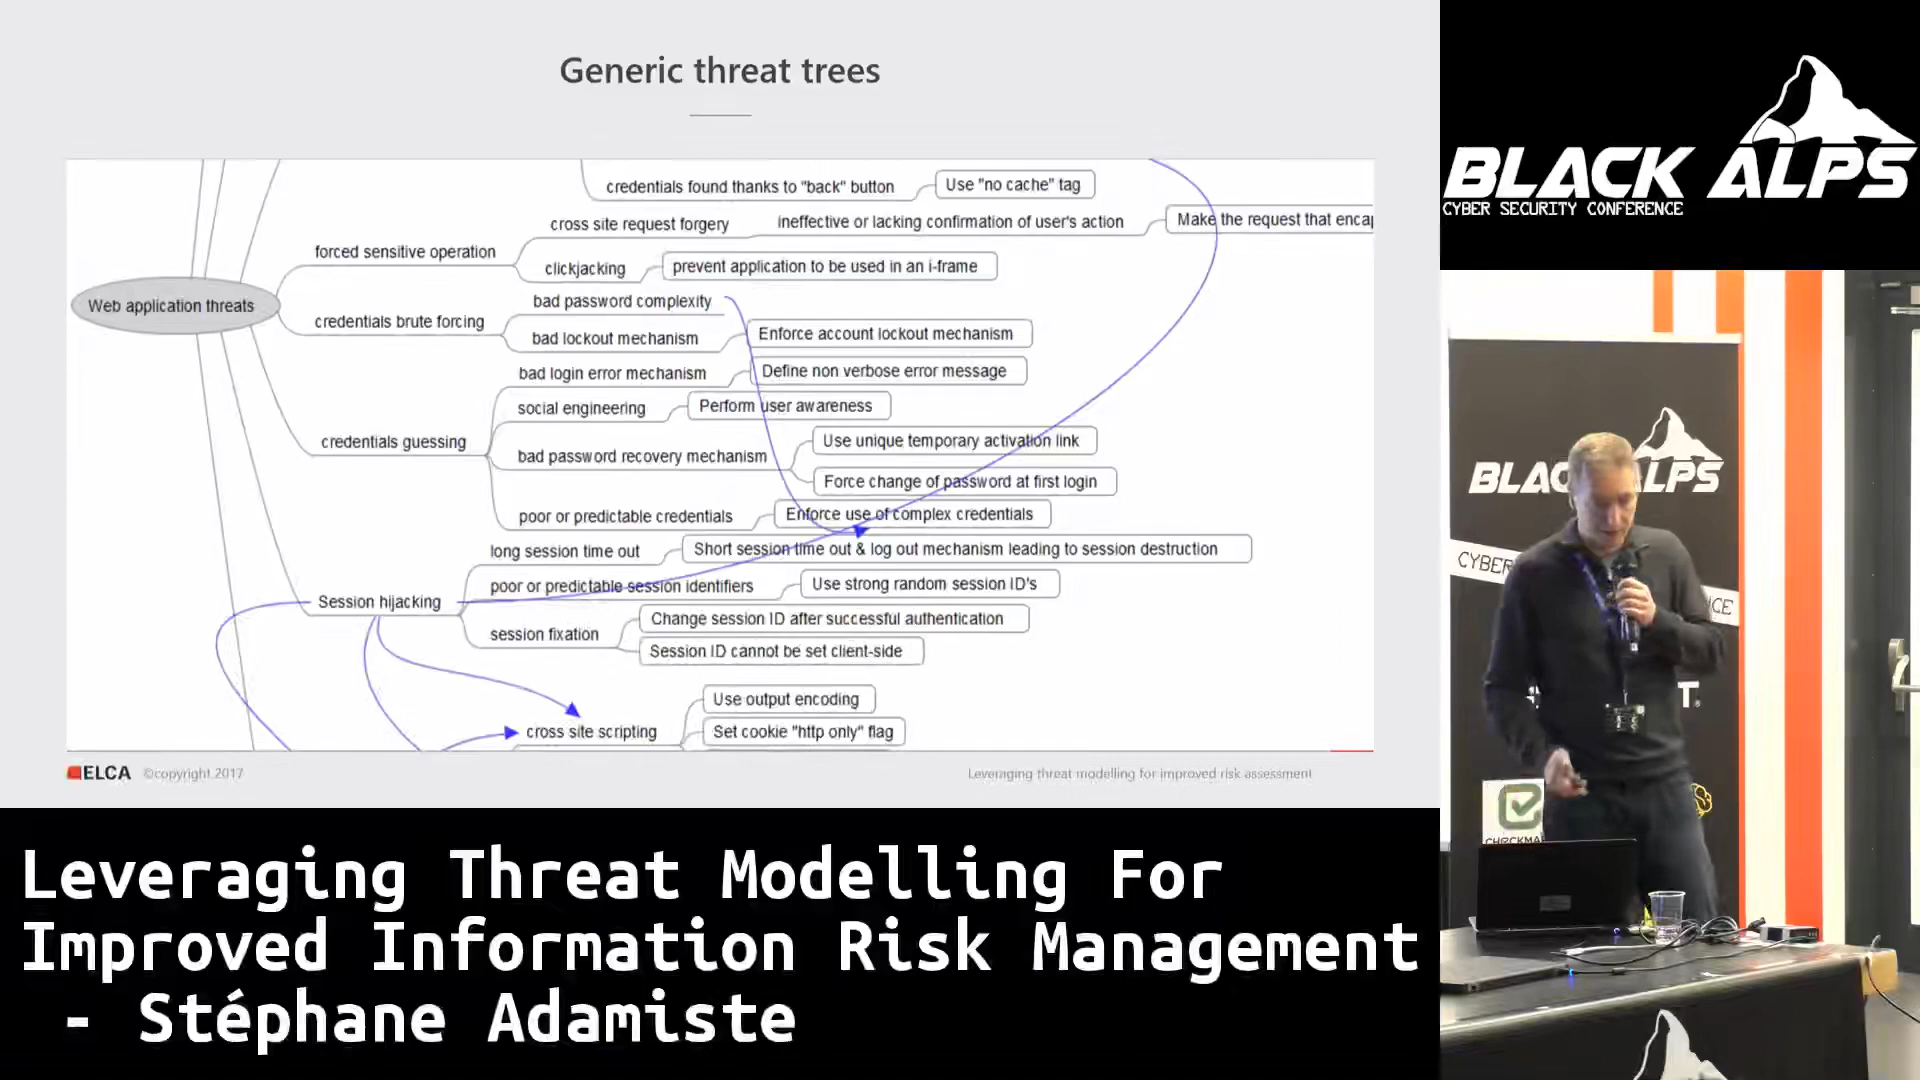 Generic threat trees
credentials found thanks to "back" button
Use "no cache" tag
cross site request forgery
ineffective or lacking confirmation of user's action
Make the request that
forced sensitive operation
clickjacking
prevent application to be used in an i-frame
Web application threats
bad password complexity
credentials brute forcing
bad lockout mechanism
Enforce account lockout mechanism
bad login error mechanism
Define non verbose error message
social engineering
Perform user awareness
credentials guessing
bad password recovery mechanism
Use unique temporary activation link
Force change of password at first login
poor or predictable credentials
Enforce use of complex credentials
long session time out
Short session time out & log out mechanism leading to session destruction
poor or predictable session identifiers
Use strong random session ID's
Session hijacking
session fixation
Change session ID after successful authentication
Session ID cannot be set client-side
cross site scripting
Use output encoding
Set cookie "http only" flag
ELCA ©copyright 2017
Leveraging threat modelling for improved risk assessment
BLACK ALPS
CYBER SECURITY CONFERENCE
Leveraging Threat Modelling For
Improved Information Risk Management
- Stéphane Adamiste